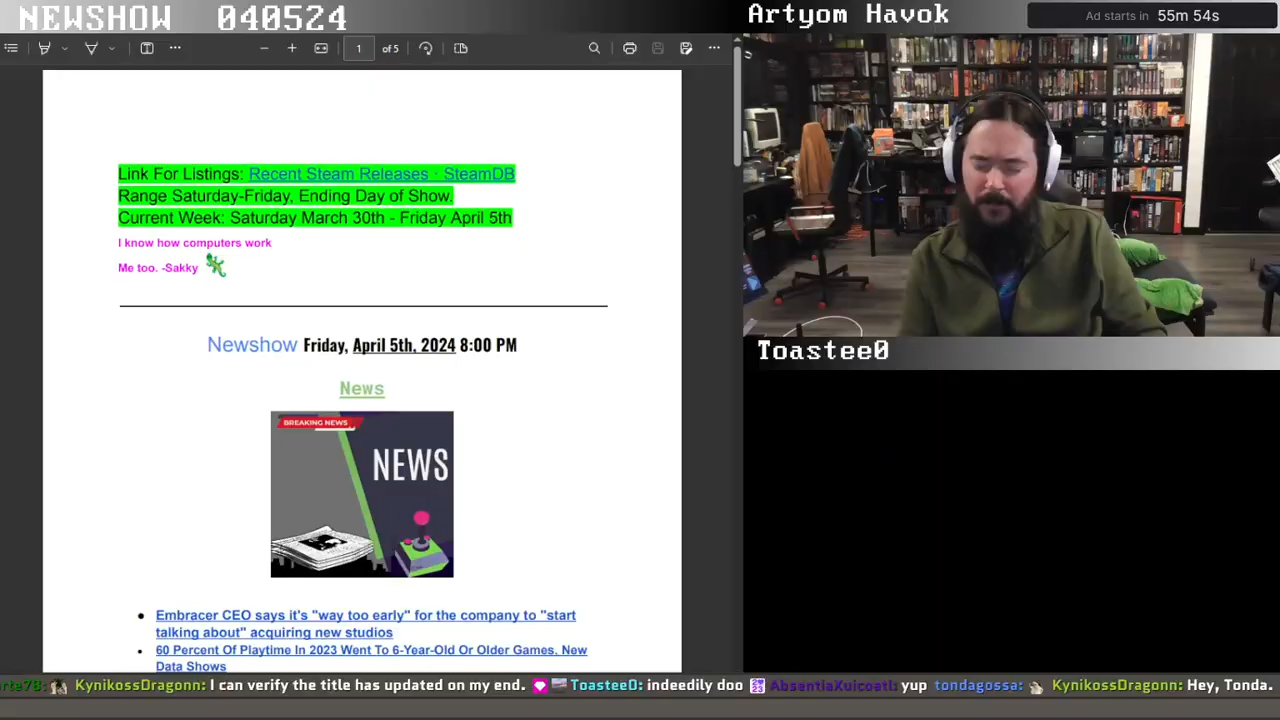 NEWSHOW 040524
Artyom Havok
Ad starts in 55m 54s
1 of 5
Link For Listings: Recent Steam Releases · SteamDB
Range Saturday-Friday, Ending Day of Show.
Current Week: Saturday March 30th - Friday April 5th
I know how computers work
Me too. -Sakky
Newshow Friday, April 5th, 2024 8:00 PM
News
BREAKING NEWS
NEWS
Embracer CEO says it's "way too early" for the company to "start
talking about" acquiring new studios
60 Percent Of Playtime In 2023 Went To 6-Year-Old Or Older Games, New
Data Shows
Toastee0
KynikossDragonn: I can verify the title has updated on my end. Toastee0: indeedily doo AbsentiaXuicoatl: yup tondagossa: KynikossDragonn: Hey, Tonda.